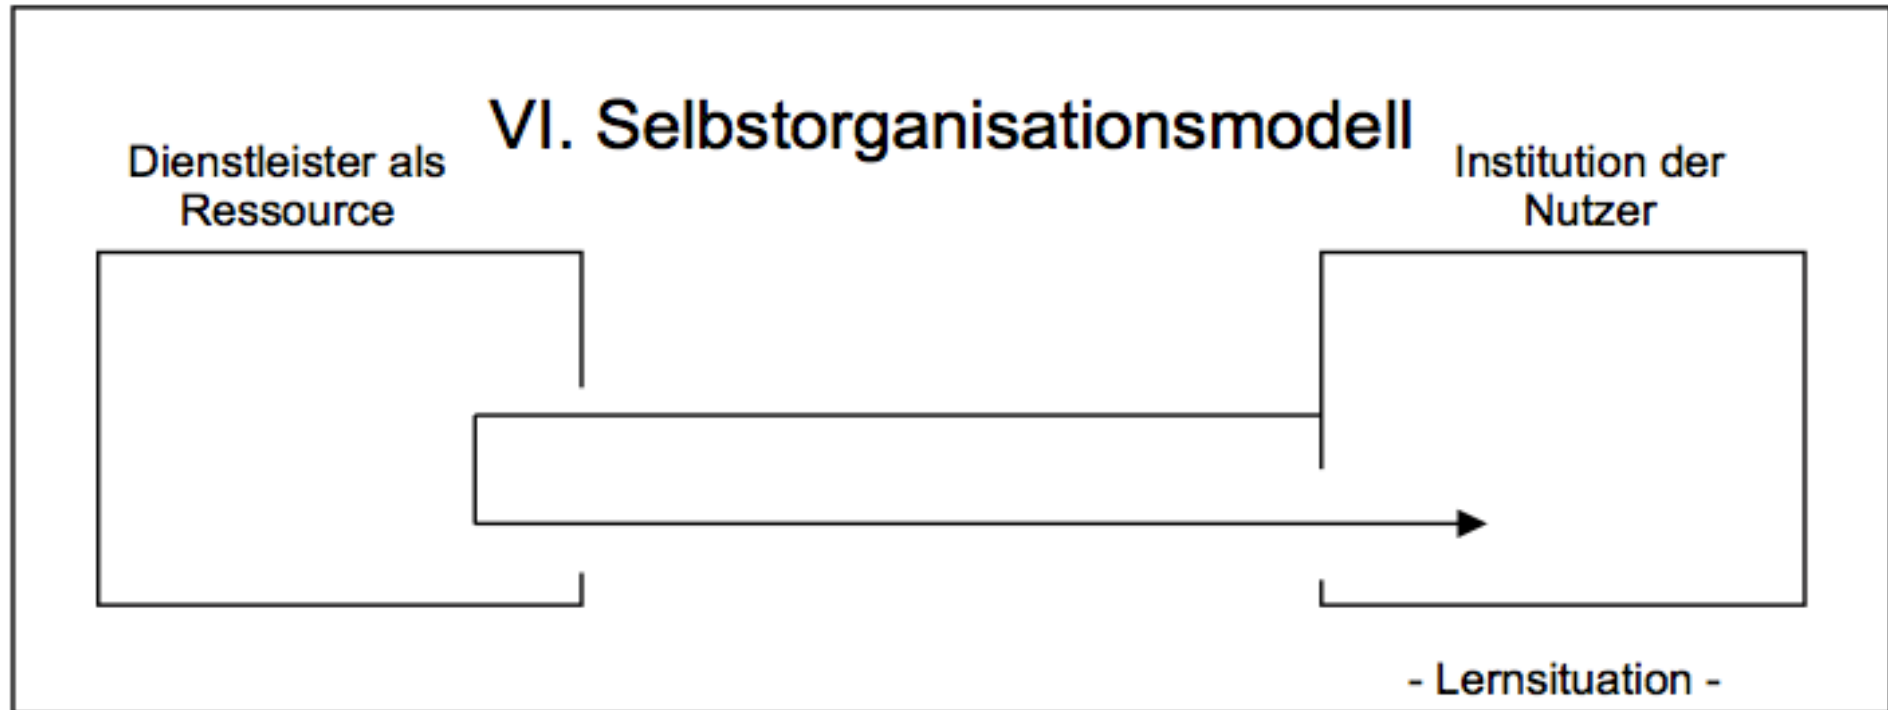 VI. Selbstorganisationsmodell
Dienstleister als
Ressource
Institution der
Nutzer
- Lernsituation -